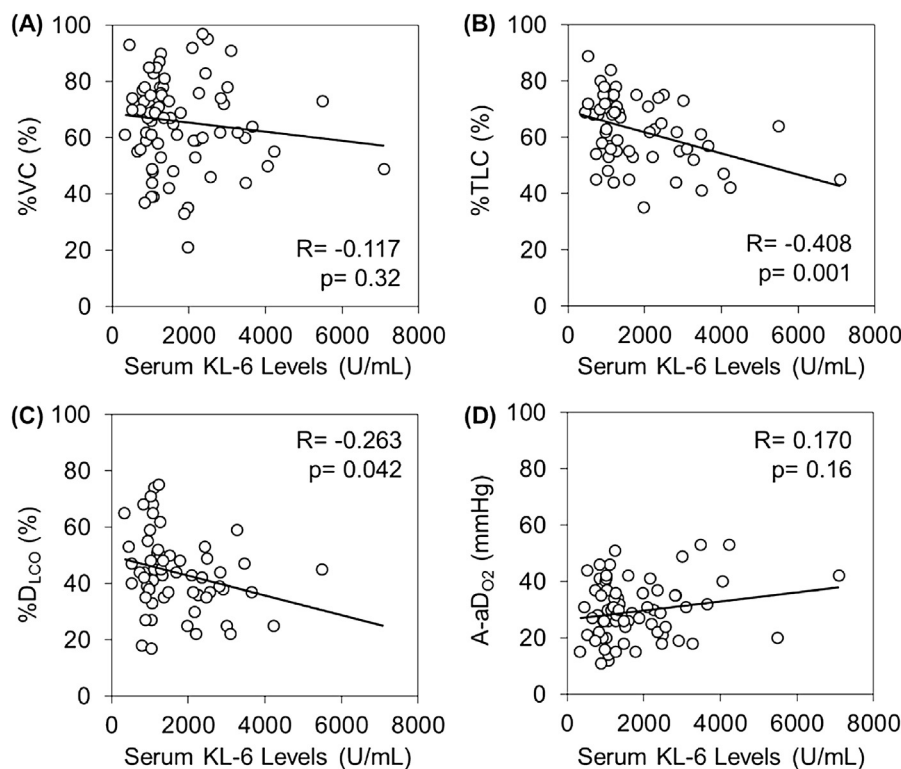 (A)
100
80
60
40
20
0
%VC (%)
R= -0.117
p= 0.32
0 2000 4000 6000 8000
Serum KL-6 Levels (U/mL)
(B)
100
80
60
40
20
0
%TLC (%)
R= -0.408
p= 0.001
0 2000 4000 6000 8000
Serum KL-6 Levels (U/mL)
(C)
100
80
60
40
20
0
%DLCO (%)
R= -0.263
p= 0.042
0 2000 4000 6000 8000
Serum KL-6 Levels (U/mL)
(D)
100
80
60
40
20
0
A-aDO2 (mmHg)
R= 0.170
p= 0.16
0 2000 4000 6000 8000
Serum KL-6 Levels (U/mL)